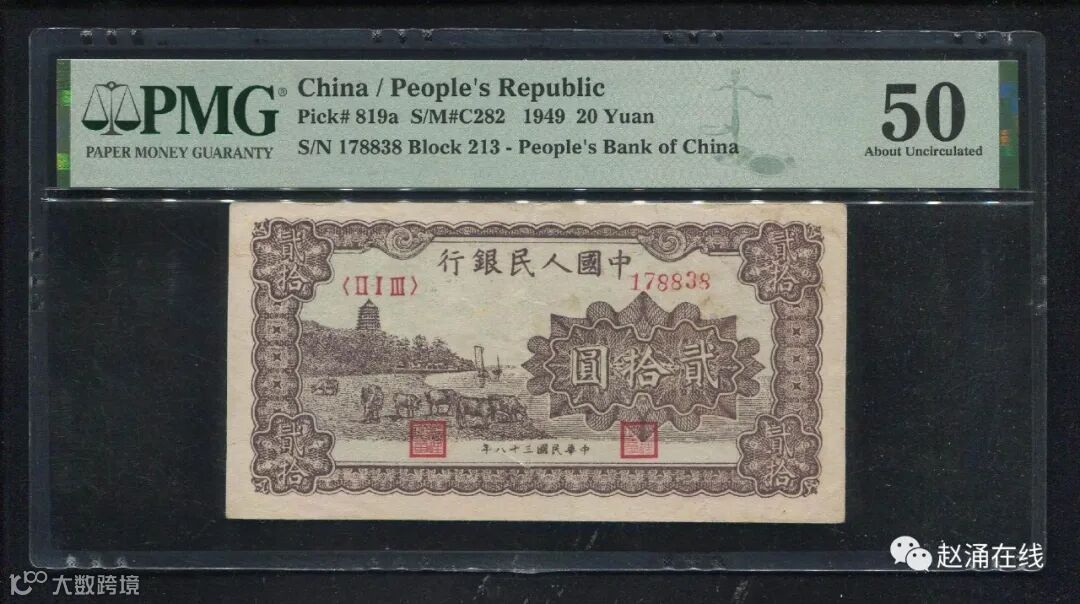 PMG®
PAPER MONEY GUARANTY
China / People's Republic
Pick# 819a S/M#C282 1949 20 Yuan
S/N 178838 Block 213 - People's Bank of China
50
About Uncirculated
貳拾
貳拾
行銀民人國中
〈ⅡⅠⅢ〉
178838
圓拾貳
年八十三國民華中
貳拾
貳拾
赵涌在线
大数跨境